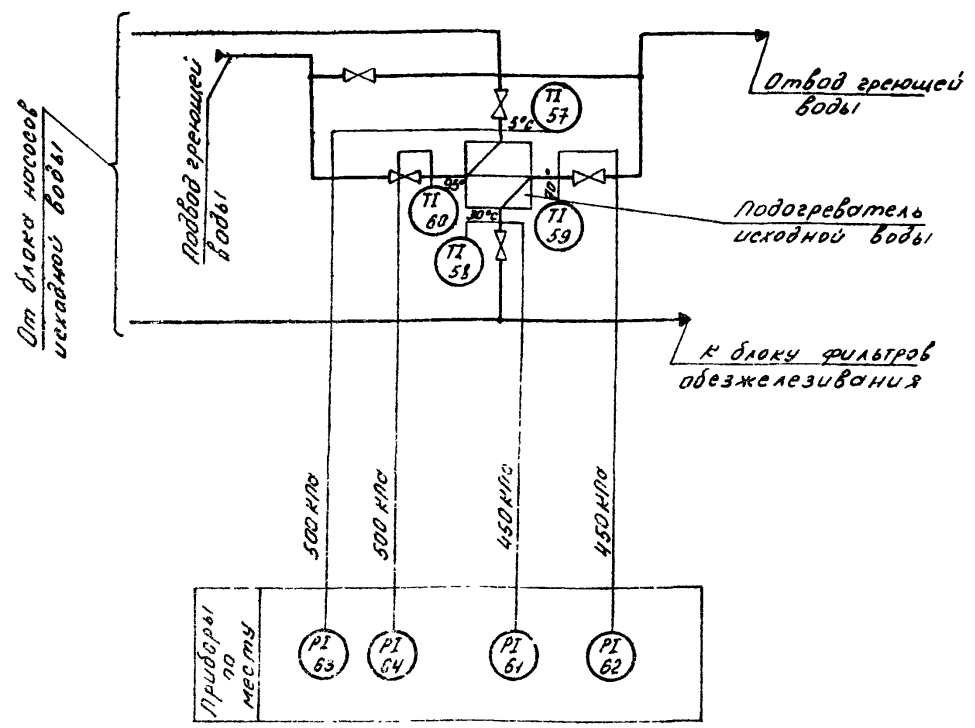 От блока насосов
исходной воды
Подвод греющей
воды
TI
57
5°C
Отвод греющей
воды
95°
70°
TI
60
10°C
TI
59
TI
58
Подогреватель
исходной воды
к блоку фильтров
обезжелезивания
500 кПа
500 кПа
450 кПа
450 кПа
Приборы
по
месту
PI
63
PI
64
PI
61
PI
62